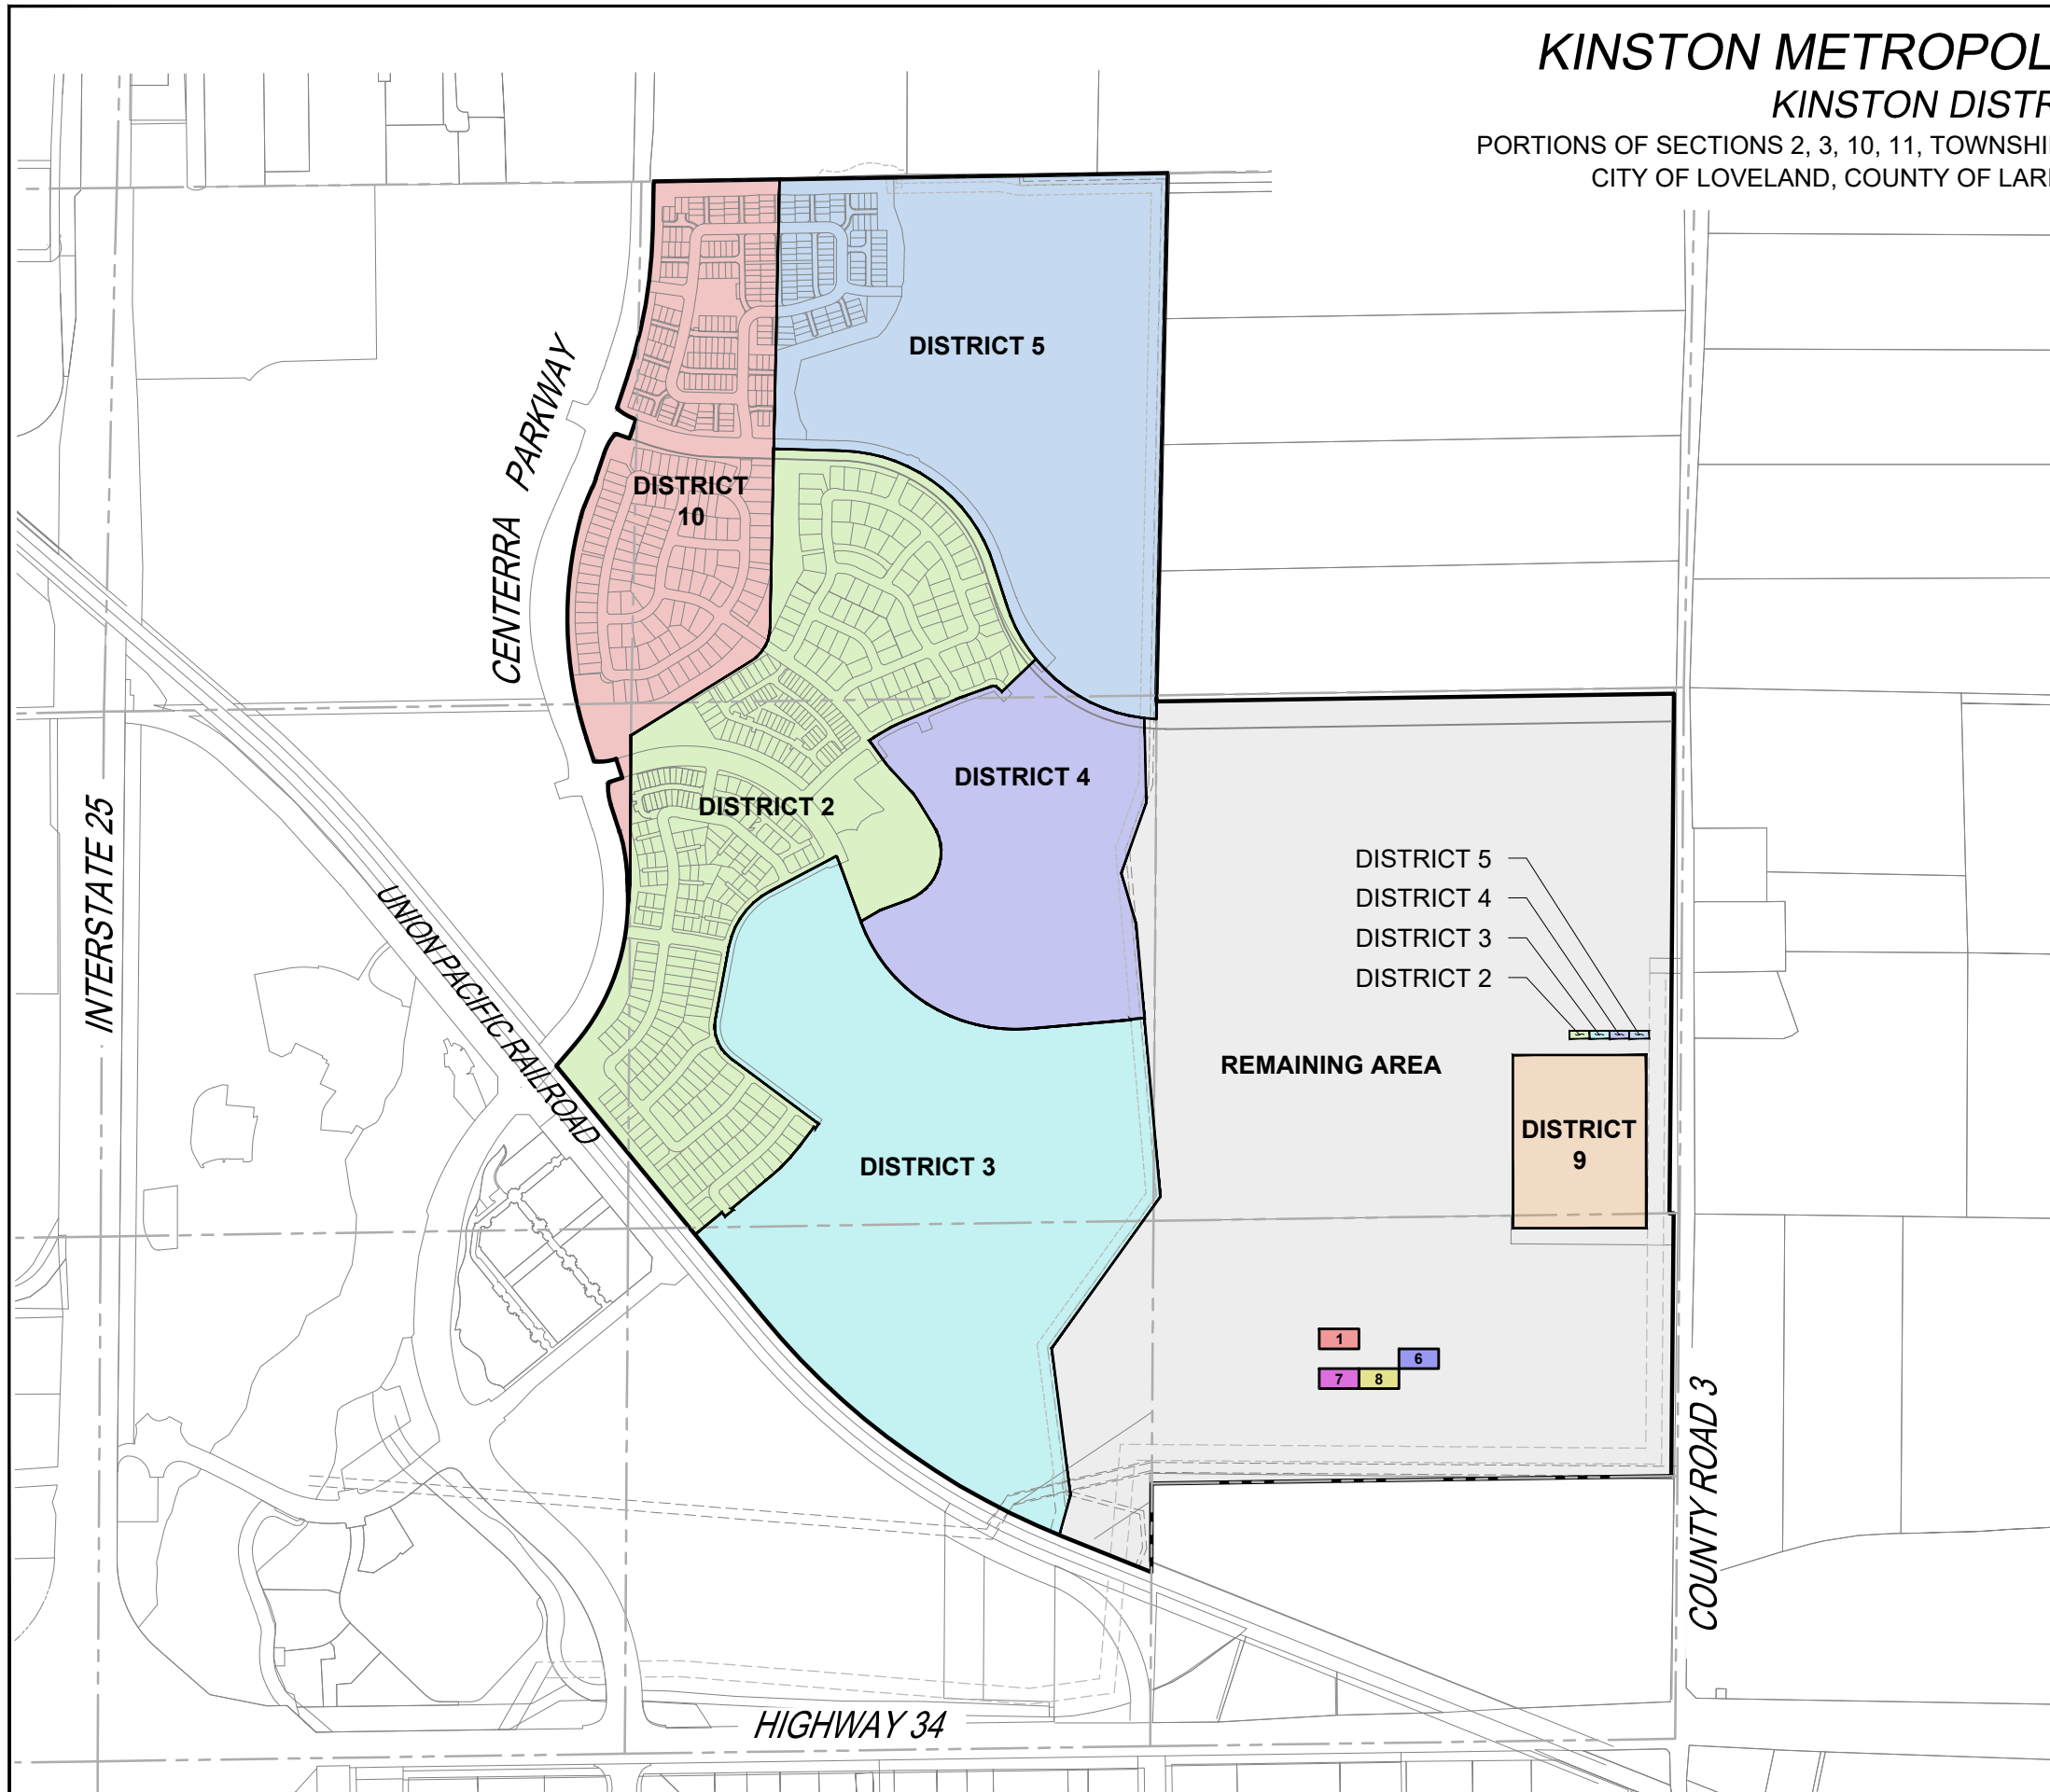 KINSTON METROPOL
KINSTON DISTR
PORTIONS OF SECTIONS 2, 3, 10, 11, TOWNSHI
CITY OF LOVELAND, COUNTY OF LAR
DISTRICT 5
CENTERRA PARKWAY
DISTRICT
10
DISTRICT 4
DISTRICT 2
INTERSTATE 25
UNION PACIFIC RAILROAD
DISTRICT 5
DISTRICT 4
DISTRICT 3
DISTRICT 2
REMAINING AREA
DISTRICT
9
DISTRICT 3
1
6
7
8
COUNTY ROAD 3
HIGHWAY 34